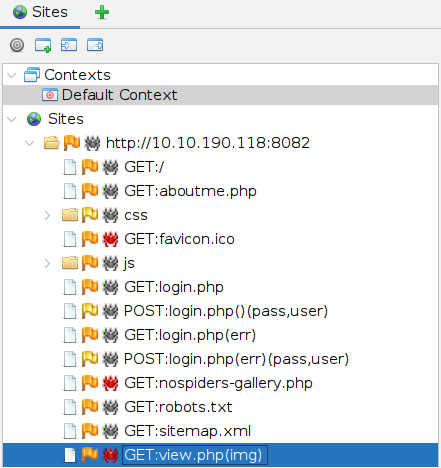 Sites
Contexts
Default Context
Sites
http://10.10.190.118:8082
GET:/
GET:aboutme.php
css
GET:favicon.ico
js
GET:login.php
POST:login.php()(pass,user)
GET:login.php(err)
POST:login.php(err)(pass,user)
GET:nospiders-gallery.php
GET:robots.txt
GET:sitemap.xml
GET:view.php(img)